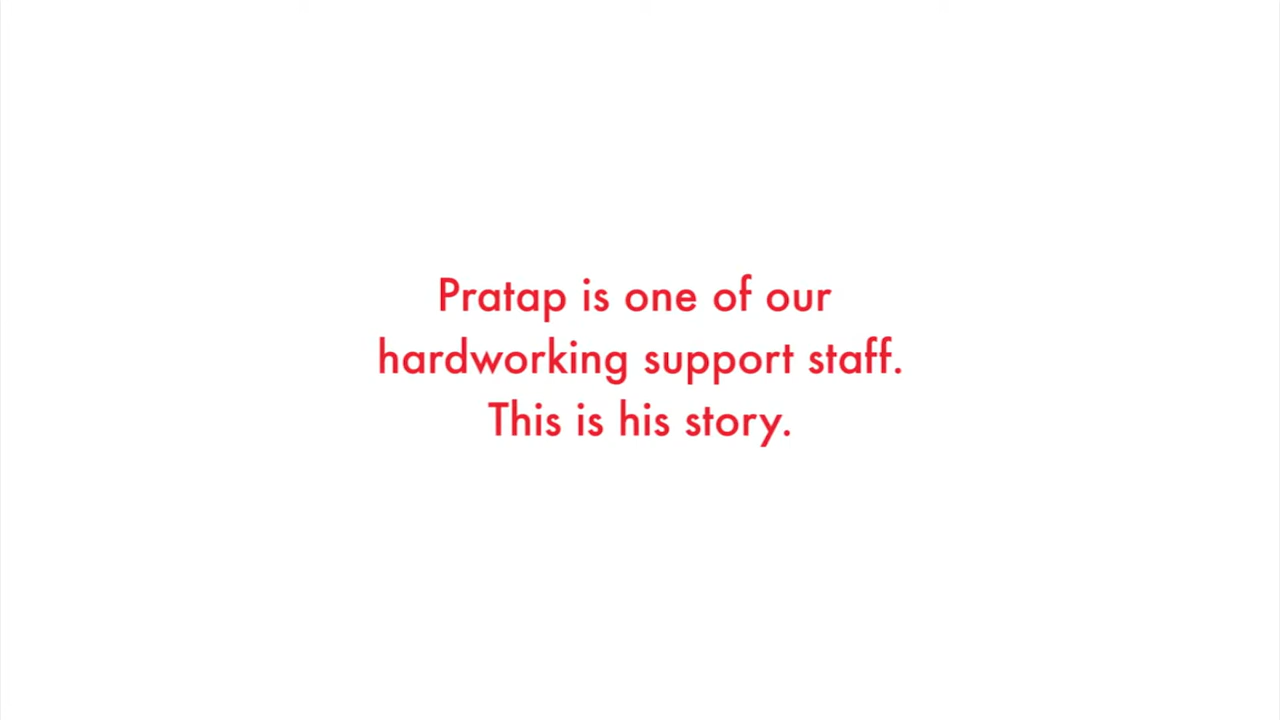 Pratap is one of our
hardworking support staff.
This is his story.